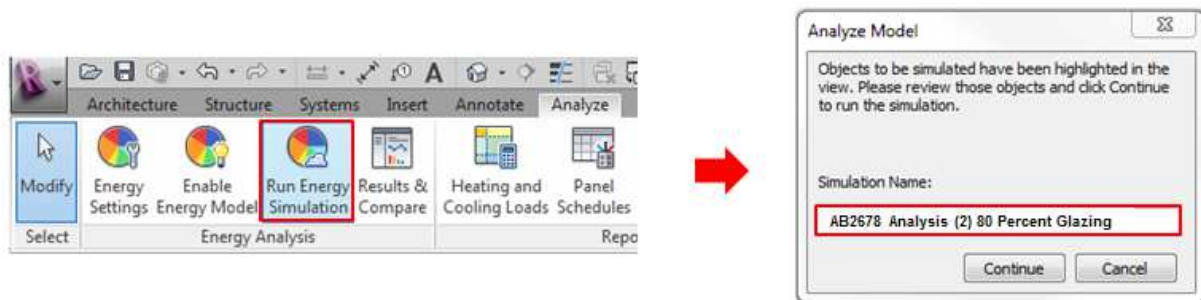 Architecture Structure Systems Insert Annotate Analyze
Modify
Energy Settings
Enable Energy Model
Run Energy Simulation
Results & Compare
Heating and Cooling Loads
Panel Schedules
Select
Energy Analysis
Repo
Analyze Model
Objects to be simulated have been highlighted in the
view. Please review those objects and click Continue
to run the simulation.
Simulation Name:
AB2678 Analysis (2) 80 Percent Glazing
Continue Cancel